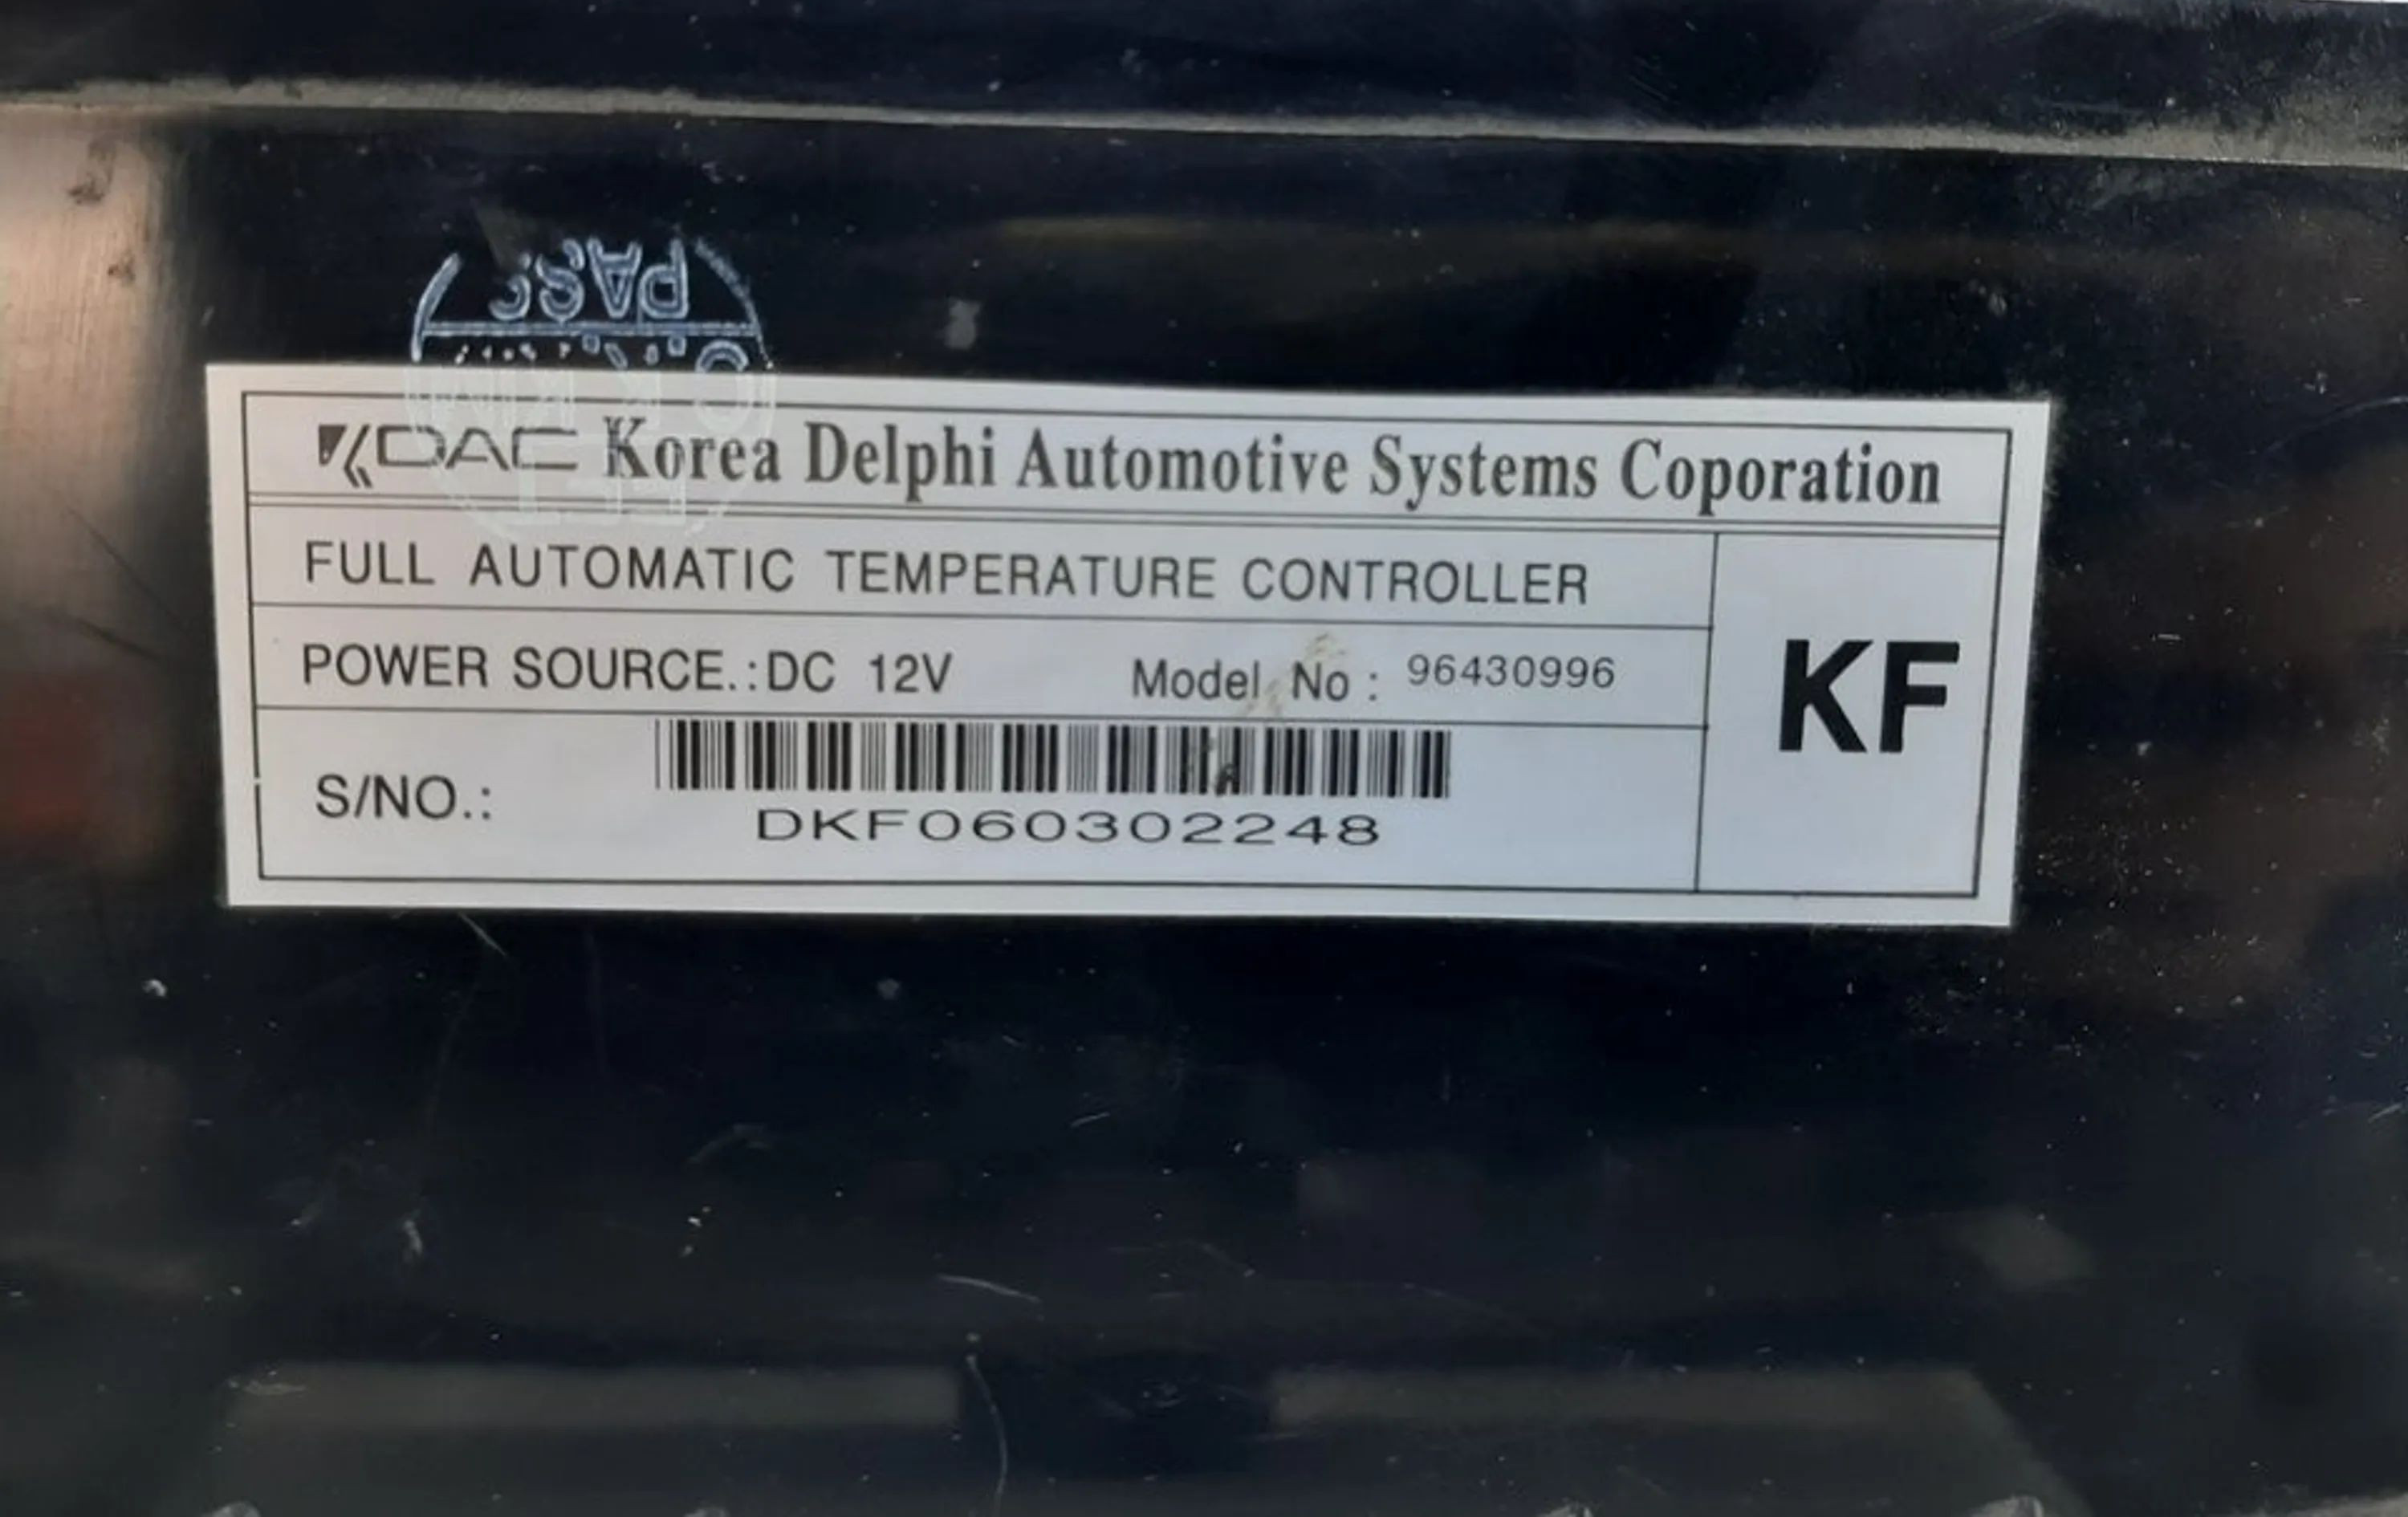 PASS
KDAC Korea Delphi Automotive Systems Coporation
FULL AUTOMATIC TEMPERATURE CONTROLLER
POWER SOURCE.:DC 12V Model No : 96430996
KF
S/NO.:
DKF060302248